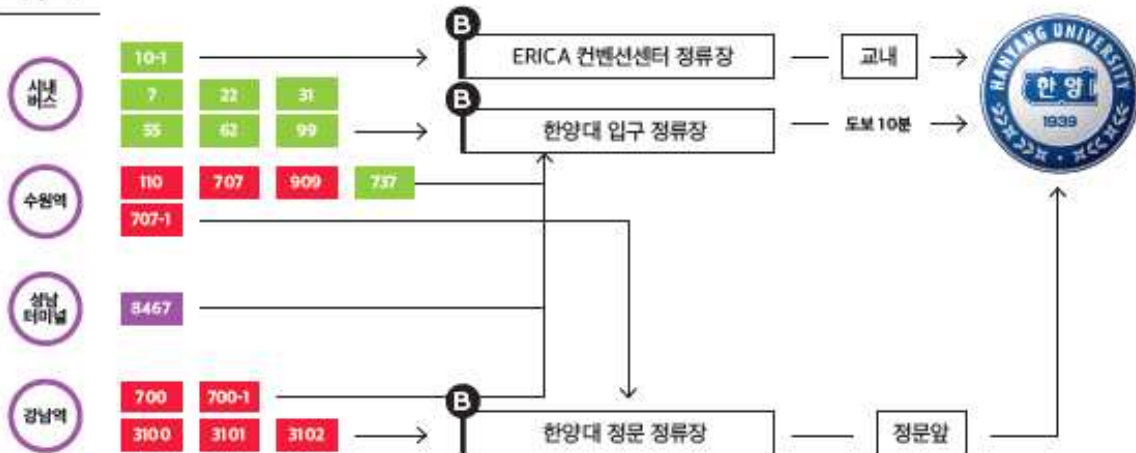 시내
버스
10-1
7 22 31
55 62 99
B
ERICA 컨벤션센터 정류장
교내
B
한양대 입구 정류장
도보 10분
HANYANG UNIVERSITY
한양대
1939
수원역
110 707 909 737
707-1
성남
터미널
8467
강남역
700 700-1
3100 3101 3102
B
한양대 정문 정류장
정문앞